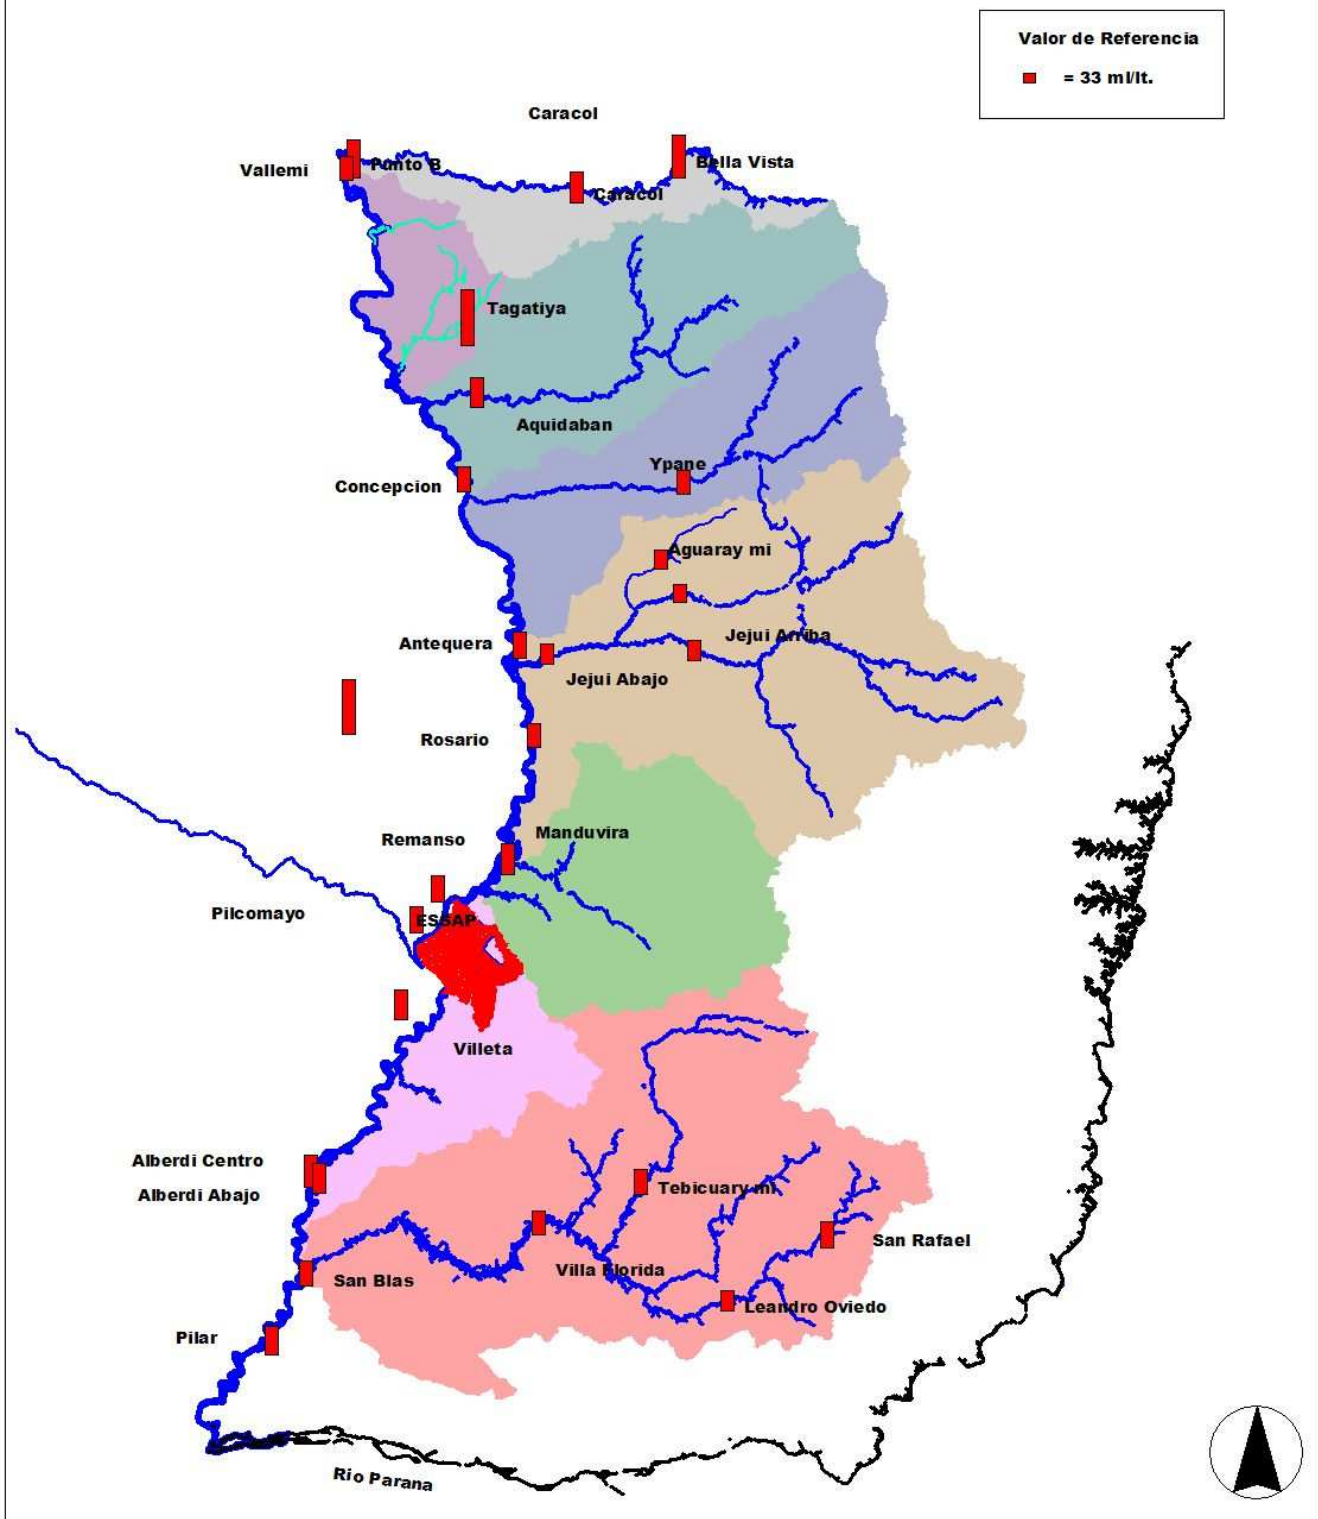 Valor de Referencia
= 33 ml/lt.
Caracol
Vallemi
Punto B
Bella Vista
Caracol
Tagatiya
Aquidaban
Ypane
Concepcion
Aguaray mi
Jejui Arriba
Antequera
Jejui Abajo
Rosario
Manduvira
Remanso
Pilcomayo
ESSAP
Villeta
Alberdi Centro
Tebicuary mi
Alberdi Abajo
San Rafael
Villa Florida
San Blas
Leandro Oviedo
Pilar
Rio Parana